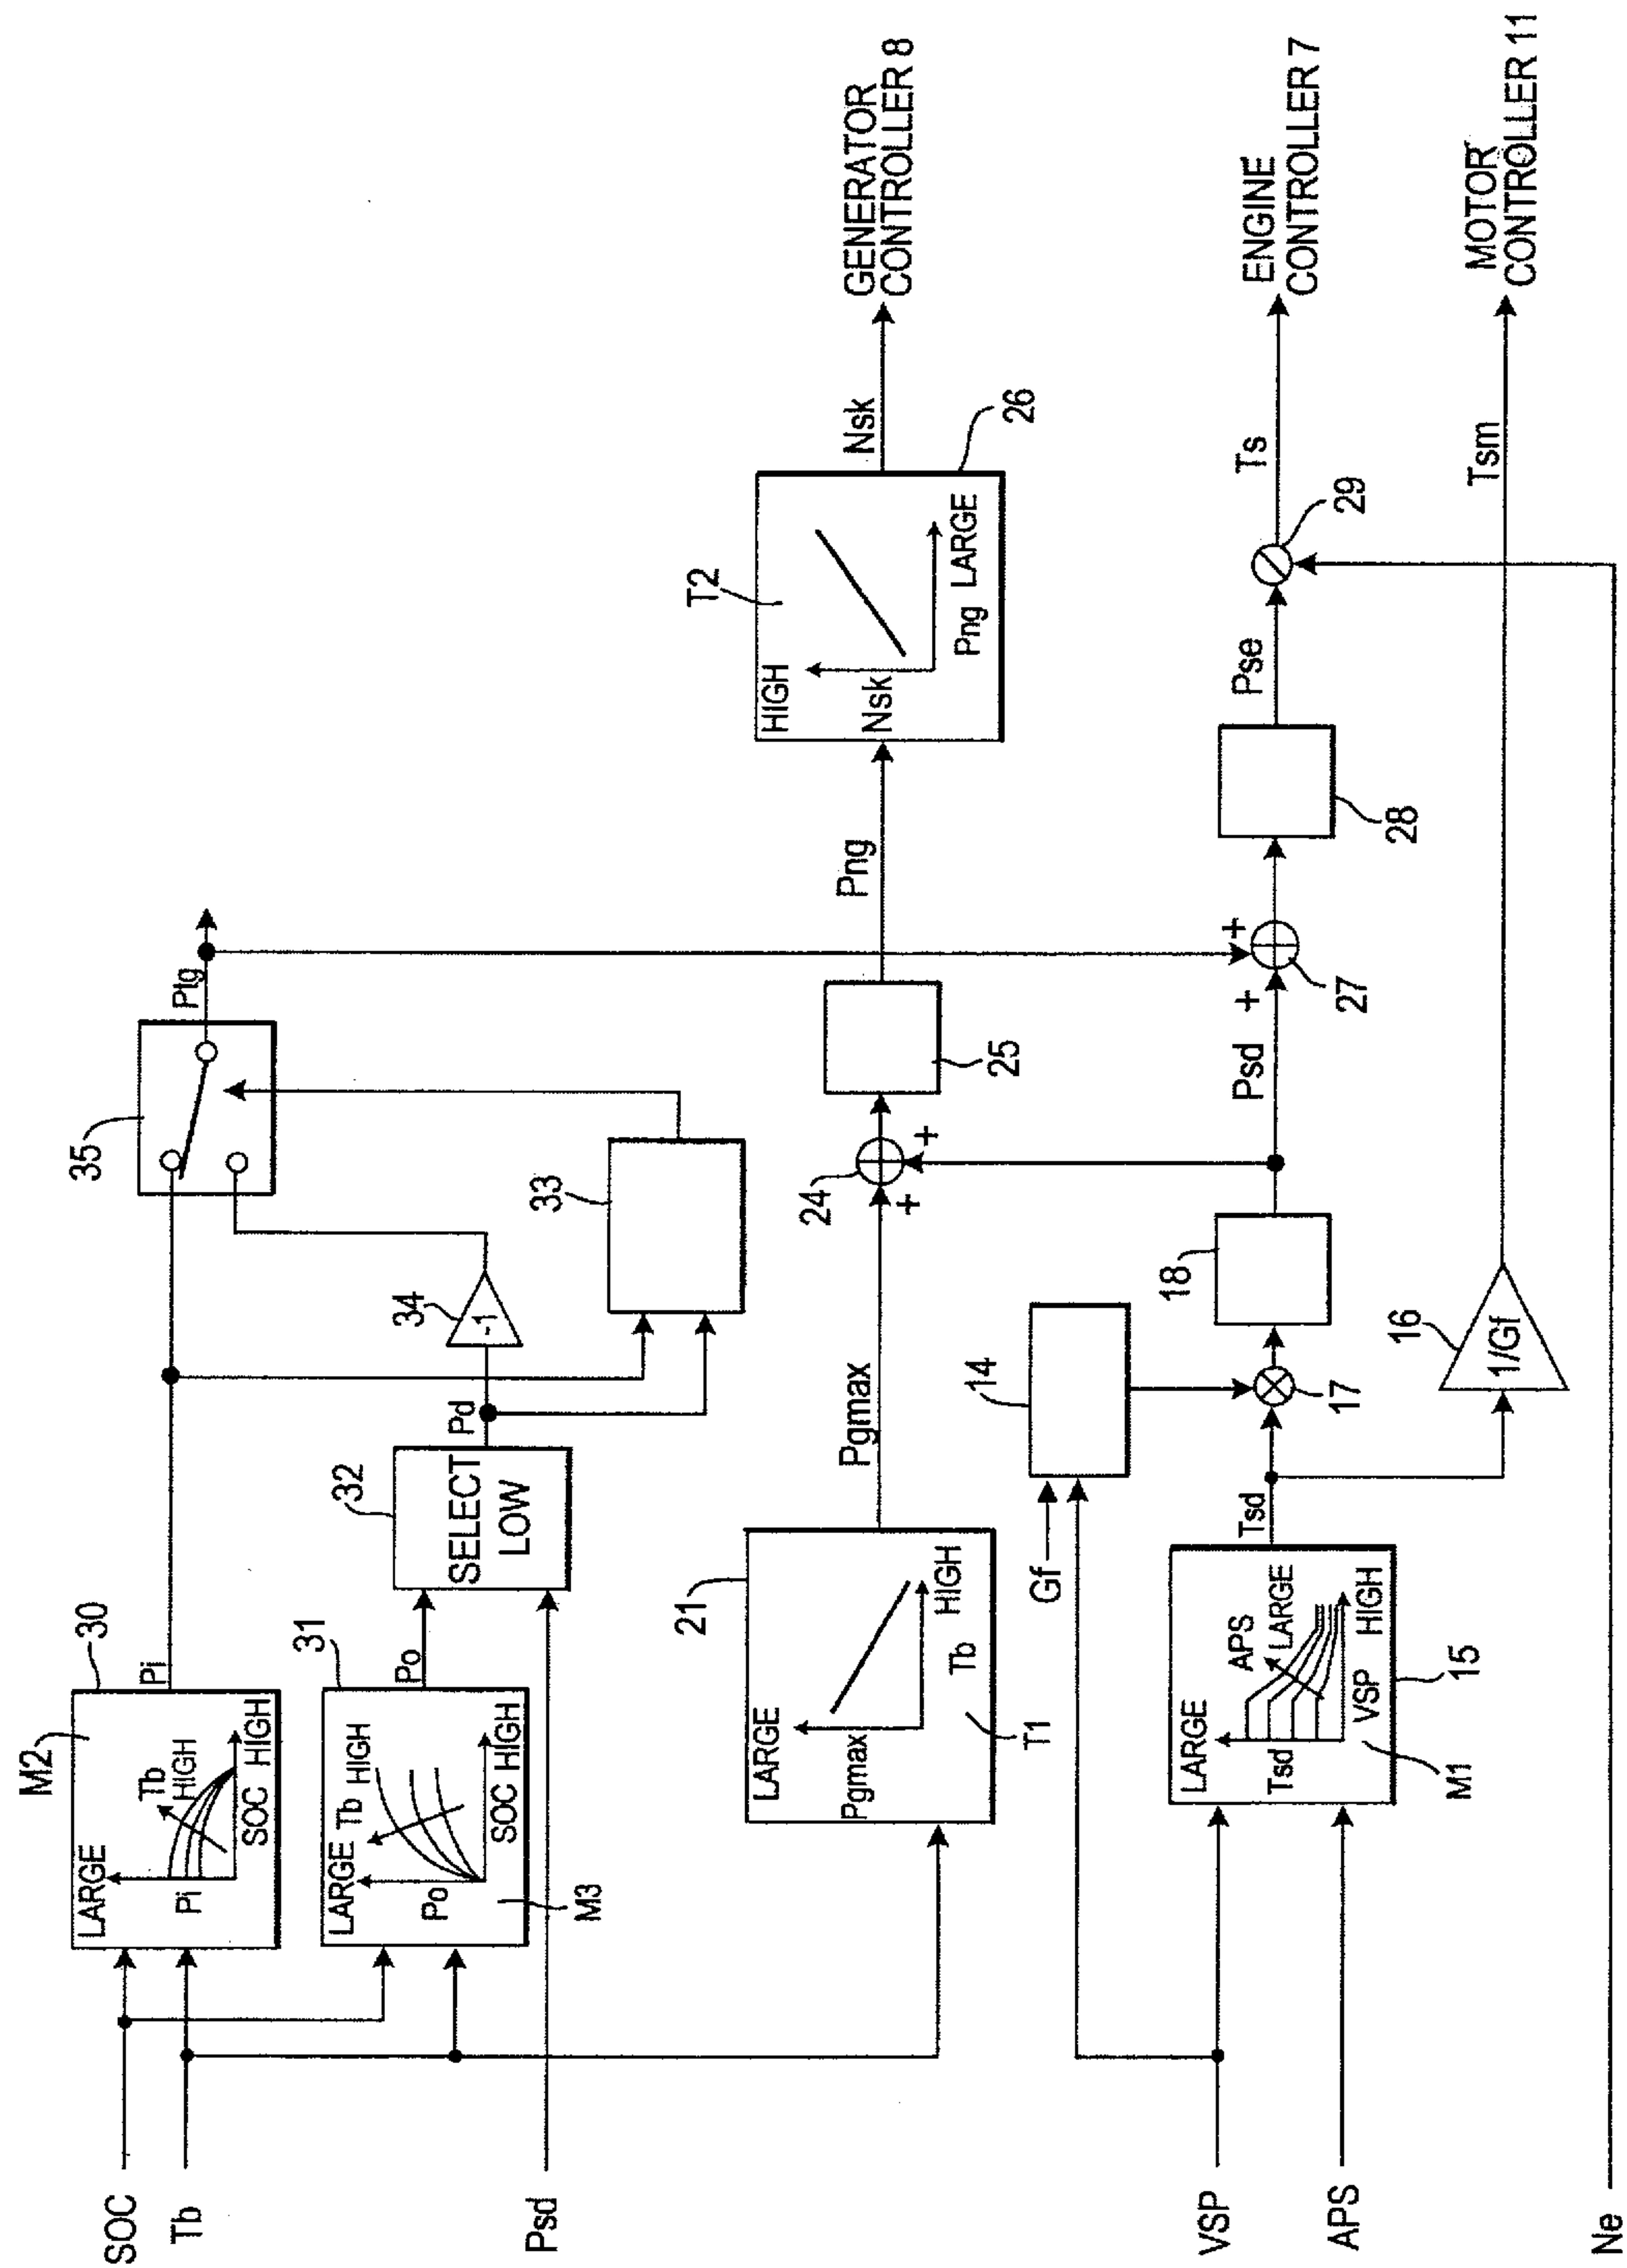 SOC
Tb
Psd
VSP
APS
Ne
M2
30
LARGE
Pi
Tb
HIGH
SOC
HIGH
Pi
31
LARGE
Tb HIGH
Po
SOC
HIGH
M3
Po
32
SELECT
LOW
Pd
34
-1
33
35
Ptg
21
LARGE
Pgmax
HIGH
Tb
T1
Pgmax
24
+
+
25
Png
T2
HIGH
Nsk
Png
LARGE
26
Nsk
GENERATOR
CONTROLLER 8
Gf
14
LARGE
Tsd
APS
LARGE
VSP
HIGH
M1
15
Tsd
17
18
Psd
+
+
27
28
Pse
29
Ts
ENGINE
CONTROLLER 7
16
1/Gf
Tsm
MOTOR
CONTROLLER 11